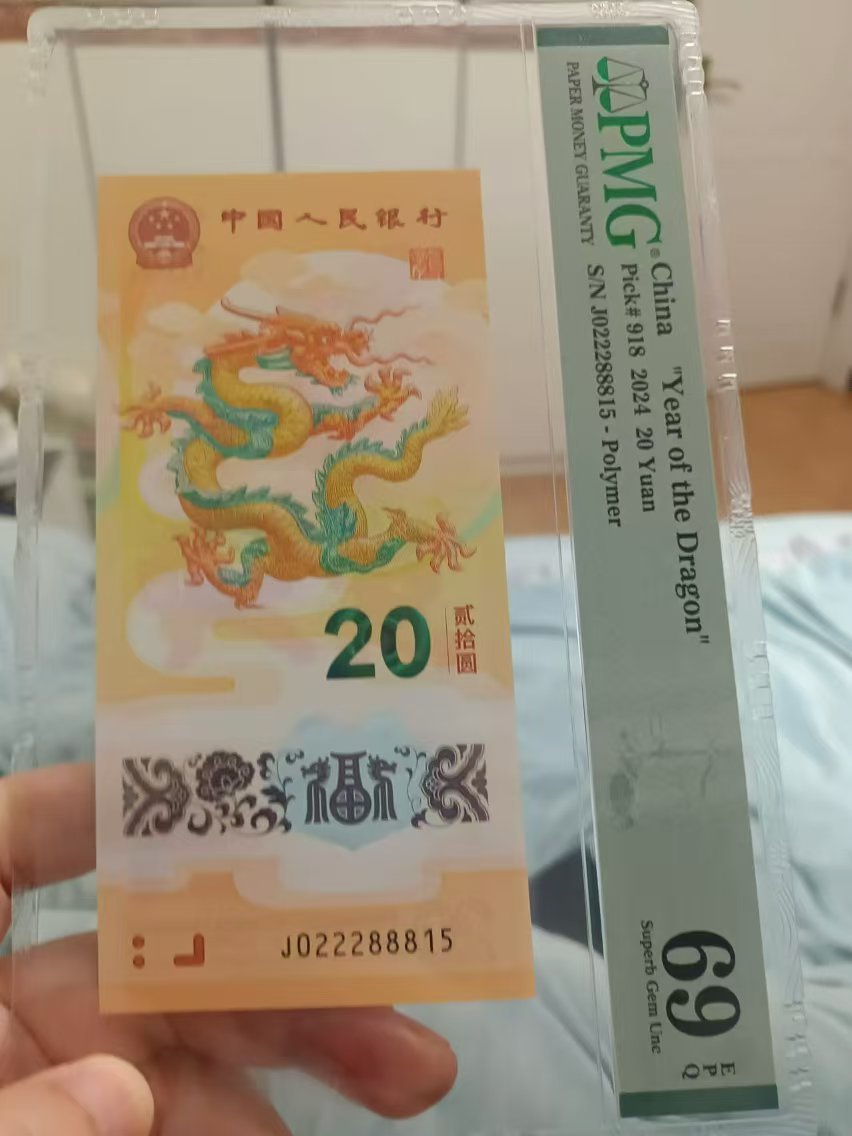 中国人民银行
20
贰拾圆
福
J022288815
PMG
PAPER MONEY GUARANTY
China "Year of the Dragon"
Pick# 918 2024 20 Yuan
S/N J022288815 - Polymer
69
EPQ
Superb Gem Unc